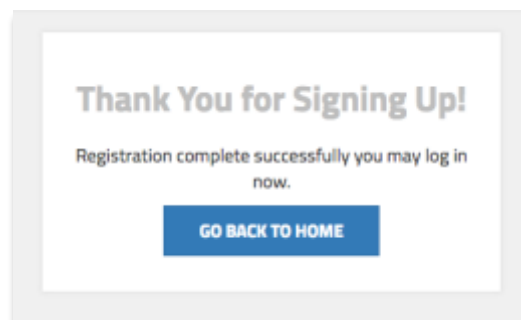 Thank You for Signing Up!
Registration complete successfully you may log in
now.
GO BACK TO HOME